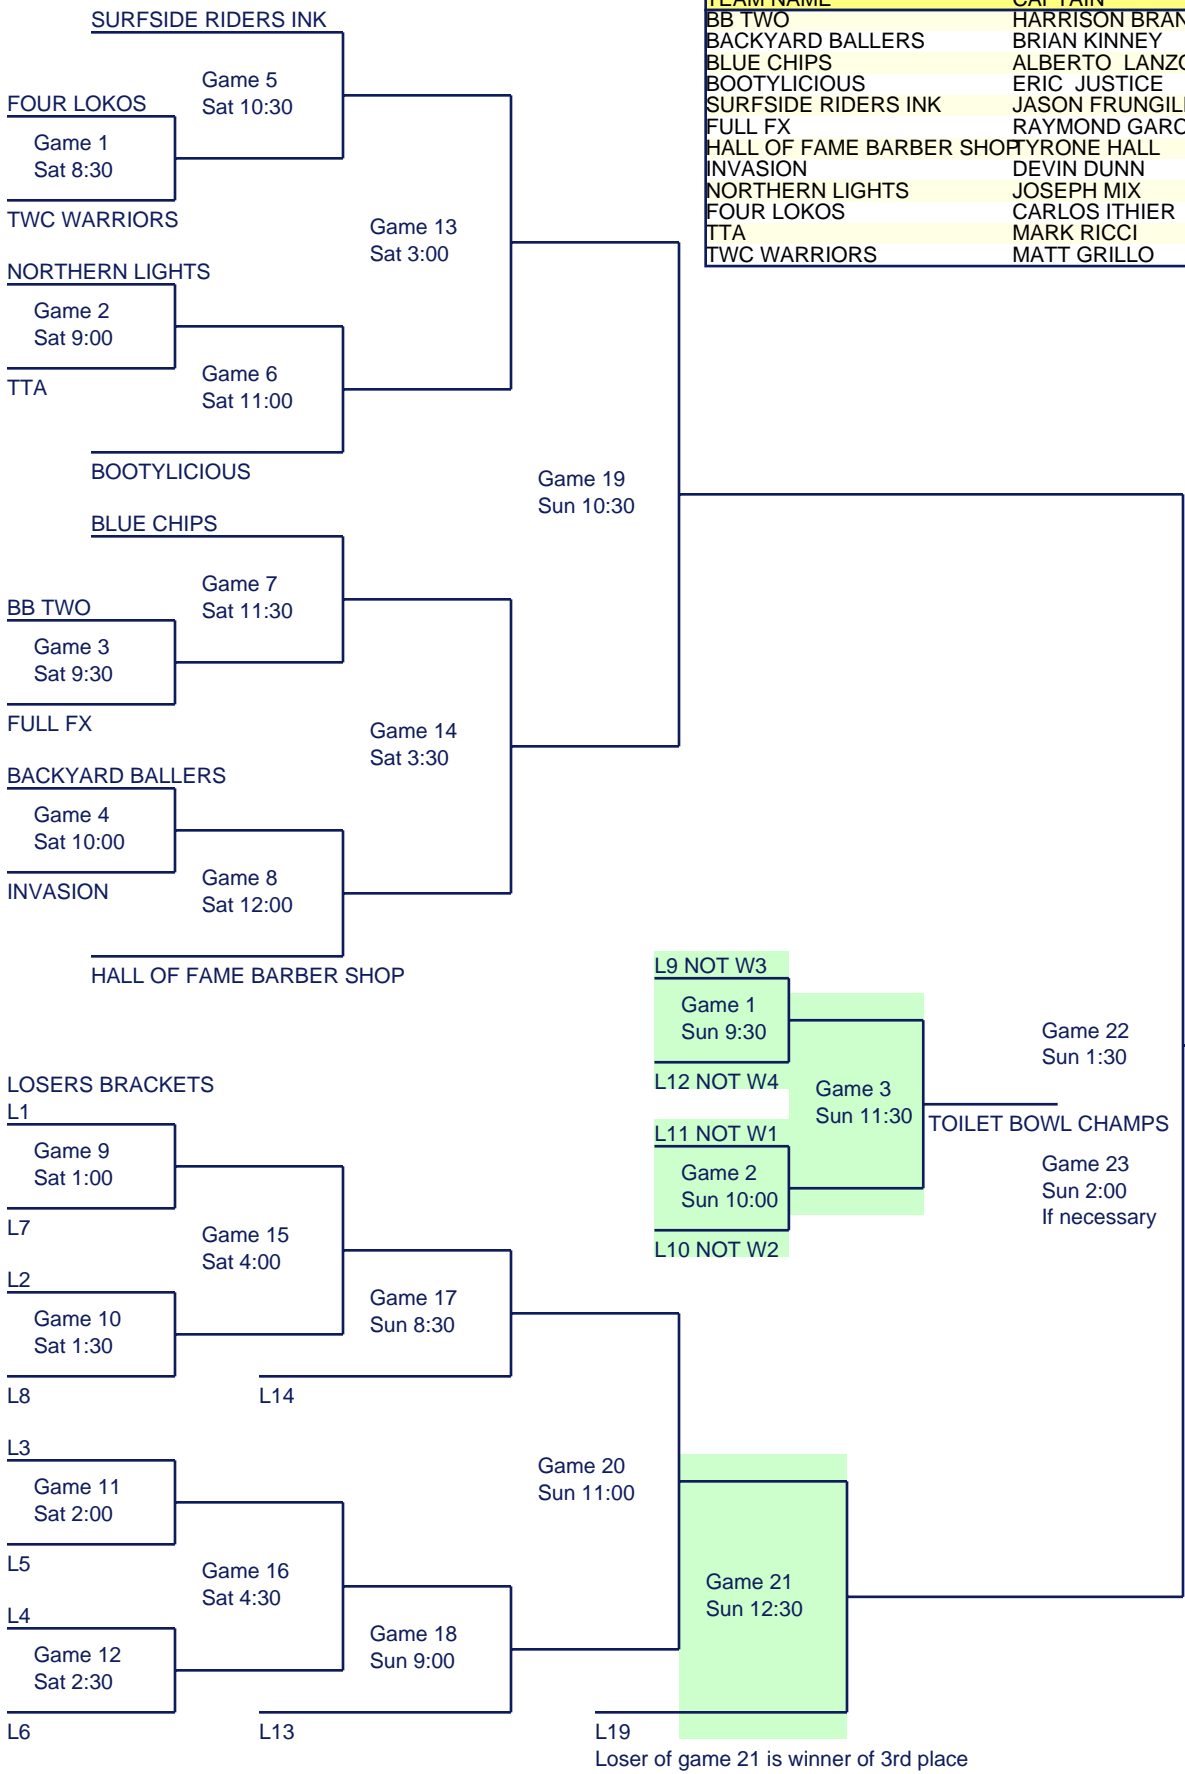 SURFSIDE RIDERS INK
Game 5
Sat 10:30
FOUR LOKOS
Game 1
Sat 8:30
TWC WARRIORS
Game 13
Sat 3:00
NORTHERN LIGHTS
Game 2
Sat 9:00
TTA
Game 6
Sat 11:00
BOOTYLICIOUS
Game 19
Sun 10:30
BLUE CHIPS
Game 7
Sat 11:30
BB TWO
Game 3
Sat 9:30
FULL FX
Game 14
Sat 3:30
BACKYARD BALLERS
Game 4
Sat 10:00
INVASION
Game 8
Sat 12:00
HALL OF FAME BARBER SHOP
TEAM NAME CAPTAIN
BB TWO HARRISON BRAN
BACKYARD BALLERS BRIAN KINNEY
BLUE CHIPS ALBERTO LANZO
BOOTYLICIOUS ERIC JUSTICE
SURFSIDE RIDERS INK JASON FRUNGILL
FULL FX RAYMOND GARC
HALL OF FAME BARBER SHOP TYRONE HALL
INVASION DEVIN DUNN
NORTHERN LIGHTS JOSEPH MIX
FOUR LOKOS CARLOS ITHIER
TTA MARK RICCI
TWC WARRIORS MATT GRILLO
L9 NOT W3
Game 1
Sun 9:30
L12 NOT W4
Game 3
Sun 11:30
L11 NOT W1
Game 2
Sun 10:00
L10 NOT W2
TOILET BOWL CHAMPS
Game 22
Sun 1:30
Game 23
Sun 2:00
If necessary
LOSERS BRACKETS
L1
Game 9
Sat 1:00
L7
Game 15
Sat 4:00
L2
Game 10
Sat 1:30
L8
Game 17
Sun 8:30
L14
L3
Game 11
Sat 2:00
L5
Game 16
Sat 4:30
L4
Game 12
Sat 2:30
L6
Game 18
Sun 9:00
L13
Game 20
Sun 11:00
Game 21
Sun 12:30
L19
Loser of game 21 is winner of 3rd place